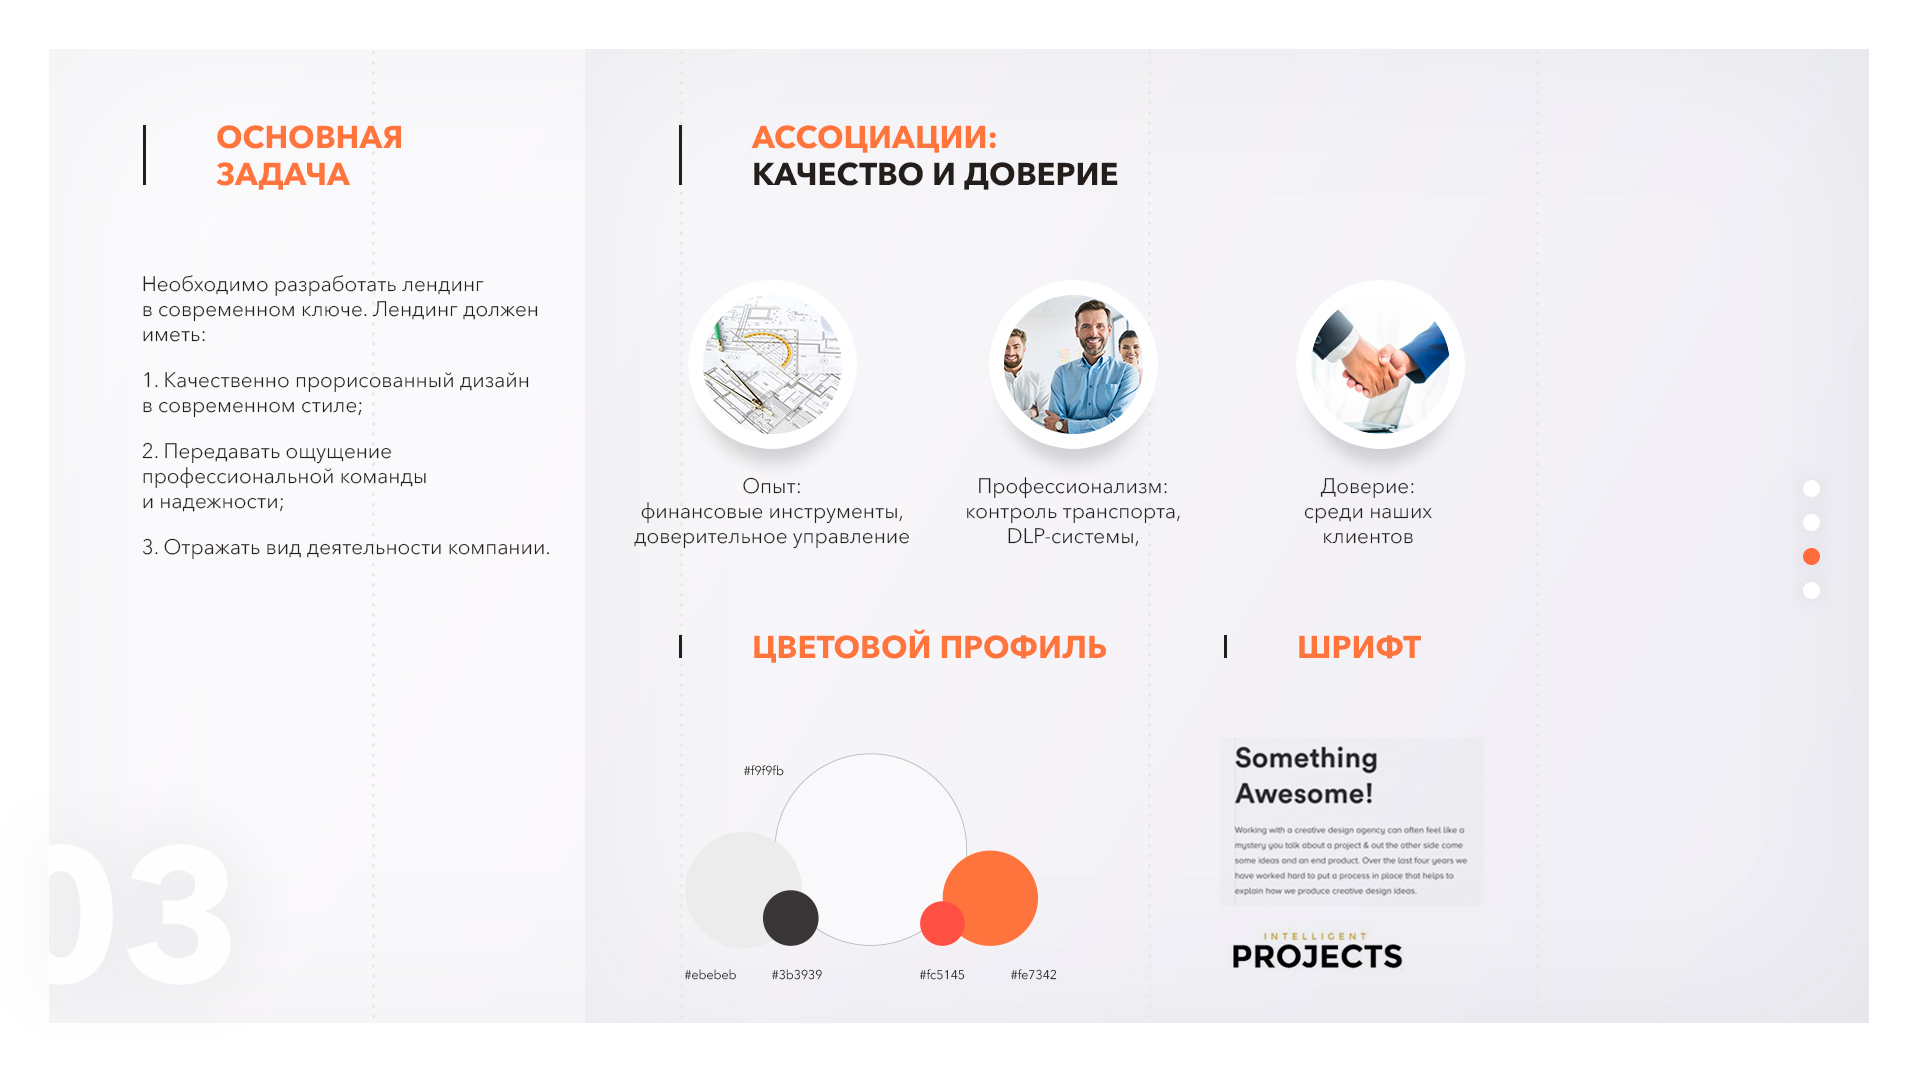 ОСНОВНАЯ
ЗАДАЧА
Необходимо разработать лендинг
в современном ключе. Лендинг должен
иметь:
1. Качественно прорисованный дизайн
в современном стиле;
2. Передавать ощущение
профессиональной команды
и надежности;
3. Отражать вид деятельности компании.
03
АССОЦИАЦИИ:
КАЧЕСТВО И ДОВЕРИЕ
Опыт:
финансовые инструменты,
доверительное управление
Профессионализм:
контроль транспорта,
DLP-системы,
Доверие:
среди наших
клиентов
ЦВЕТОВОЙ ПРОФИЛЬ
#f9f9fb
#ebebeb
#3b3939
#fc5145
#fe7342
ШРИФТ
Something
Awesome!
Working with a creative design agency can often feel like a
mystery you talk about a project & out the other side come
some ideas and an end product. Over the last four years we
have worked hard to put a process in place that helps to
explain how we produce creative design ideas.
INTELLIGENT
PROJECTS